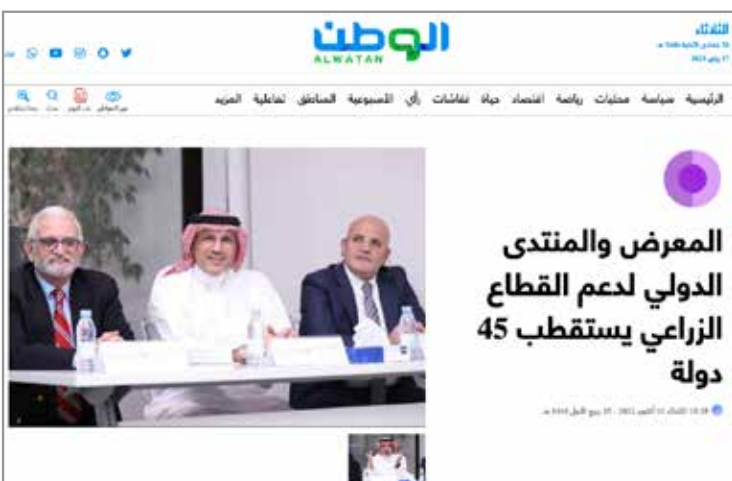 الثلاثاء
الوطن
ALWATAN
الرئيسية سياسة محليات رياضة اقتصاد حياة نقاشات رأي الأسبوعية المناطق تفاعلية المزيد
المعرض والمنتدى
الدولي لدعم القطاع
الزراعي يستقطب 45
دولة